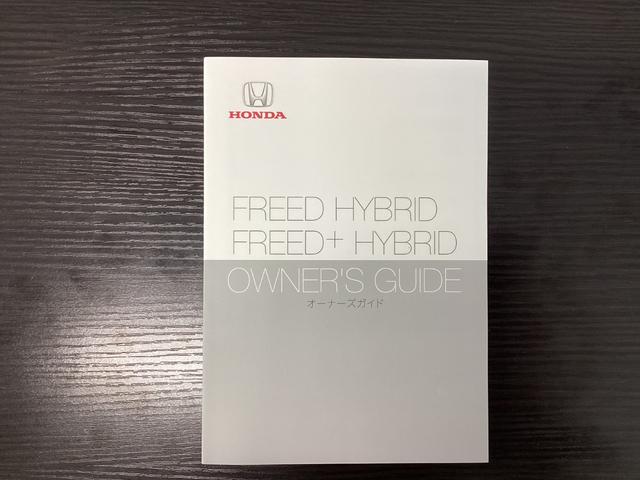 HONDA
FREED HYBRID
FREED+ HYBRID
OWNER'S GUIDE
オーナーズガイド